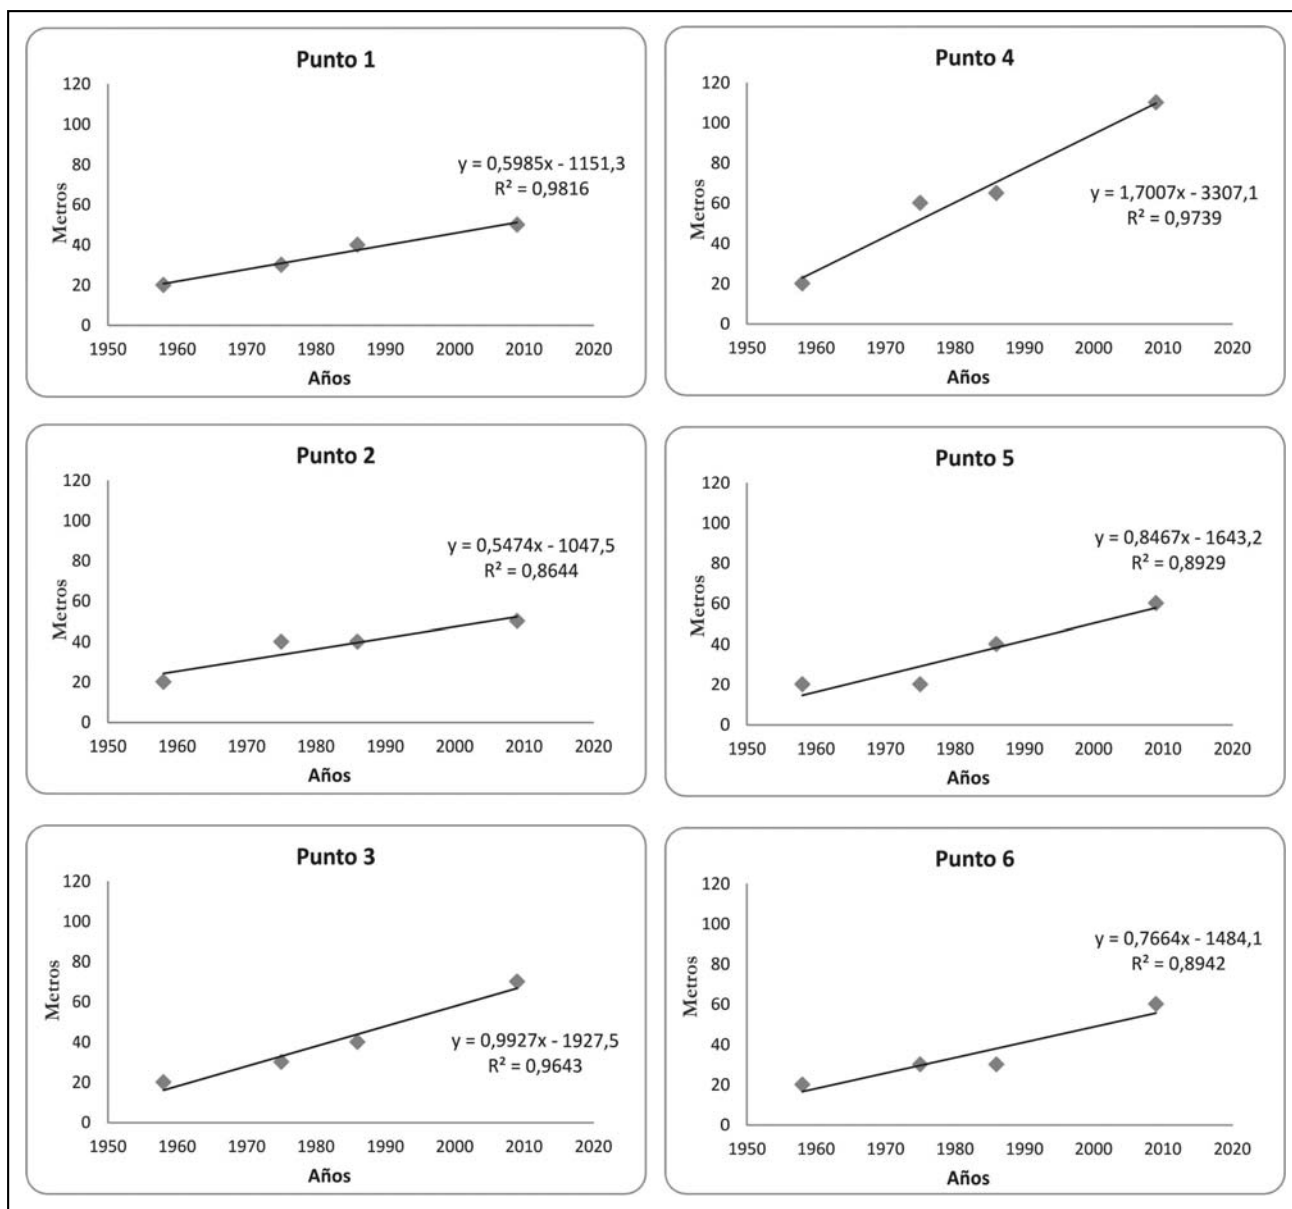 Punto 1
120
100
80
60
40
20
0
Metros
y = 0,5985x - 1151,3
R² = 0,9816
1950 1960 1970 1980 1990 2000 2010 2020
Años
Punto 4
120
100
80
60
40
20
0
Metros
y = 1,7007x - 3307,1
R² = 0,9739
1950 1960 1970 1980 1990 2000 2010 2020
Años
Punto 2
120
100
80
60
40
20
0
Metros
y = 0,5474x - 1047,5
R² = 0,8644
1950 1960 1970 1980 1990 2000 2010 2020
Años
Punto 5
120
100
80
60
40
20
0
Metros
y = 0,8467x - 1643,2
R² = 0,8929
1950 1960 1970 1980 1990 2000 2010 2020
Años
Punto 3
120
100
80
60
40
20
0
Metros
y = 0,9927x - 1927,5
R² = 0,9643
1950 1960 1970 1980 1990 2000 2010 2020
Años
Punto 6
120
100
80
60
40
20
0
Metros
y = 0,7664x - 1484,1
R² = 0,8942
1950 1960 1970 1980 1990 2000 2010 2020
Años